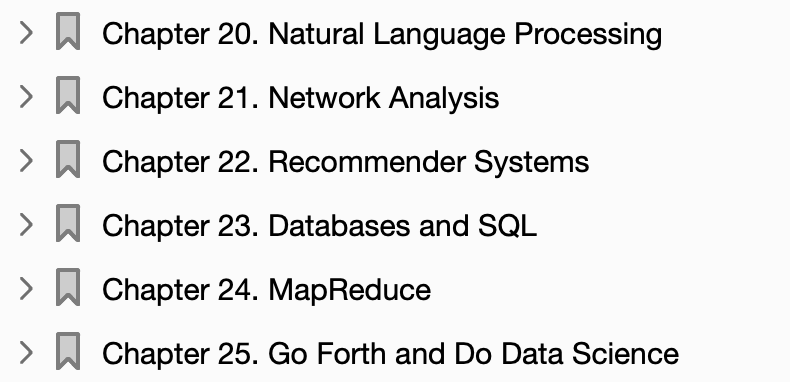 Chapter 20. Natural Language Processing
Chapter 21. Network Analysis
Chapter 22. Recommender Systems
Chapter 23. Databases and SQL
Chapter 24. MapReduce
Chapter 25. Go Forth and Do Data Science